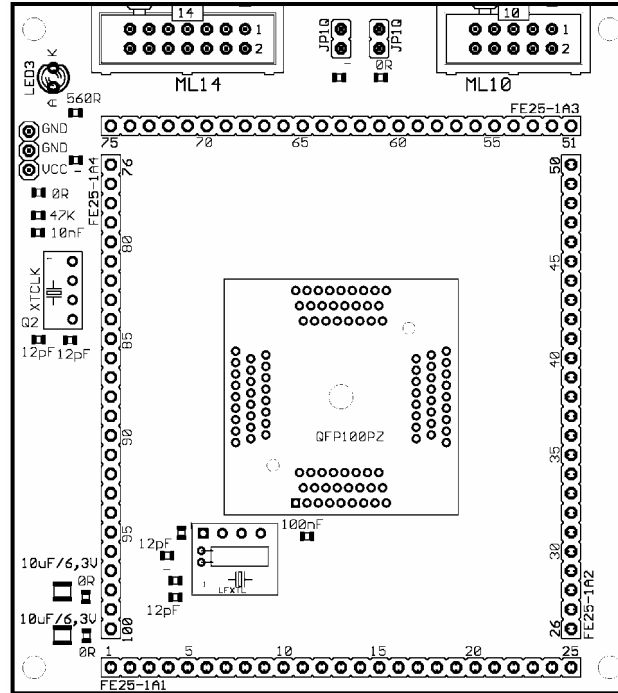 14
1
2
ML14
JP1Q
JP1Q
-
0R
10
1
2
ML10
LED3
K
A
560R
GND
GND
VCC
-
FE25-1A3
75
70
65
60
55
51
FE25-1A4
76
80
85
90
95
100
50
45
40
35
30
26
FE25-1A2
0R
47K
10nF
XTCLK
Q2
12pF
12pF
QFP100PZ
100nF
12pF
-
12pF
1
LFXTL
10uF/6,3V
0R
10uF/6,3V
0R
1
5
10
15
20
25
FE25-1A1